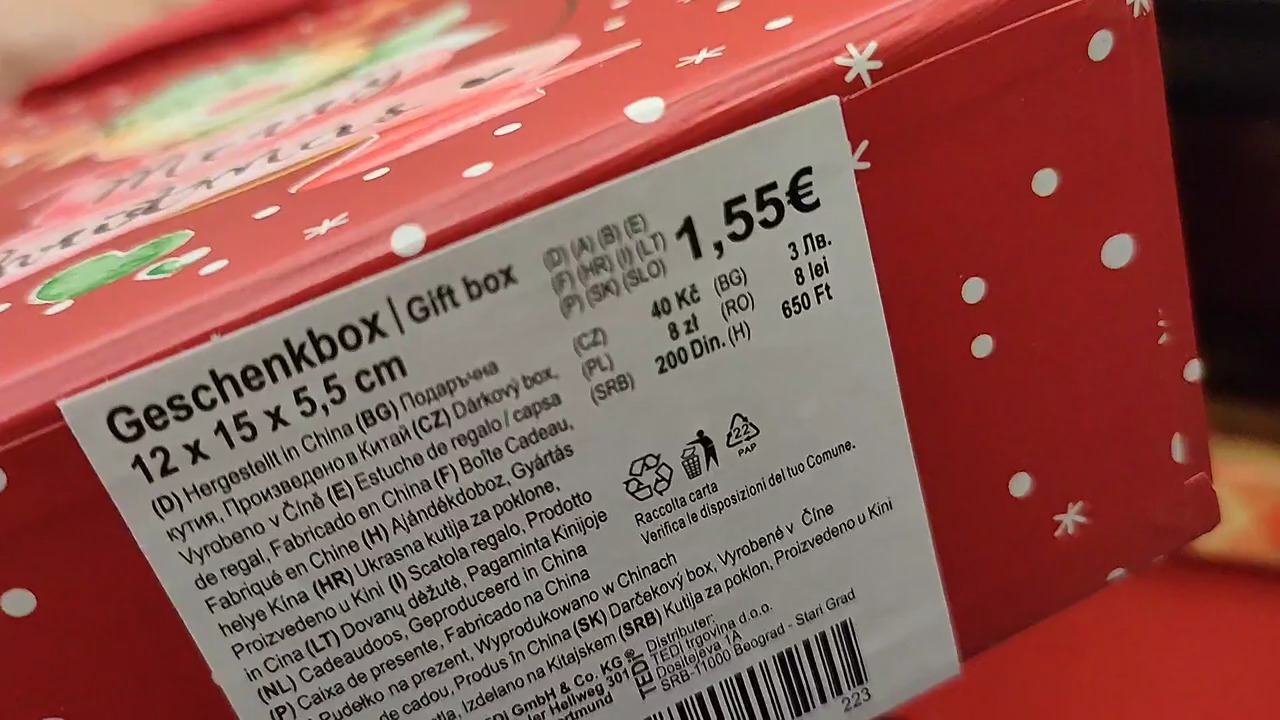 Merry
Christmas
Geschenkbox | Gift box
12 x 15 x 5,5 cm
(D) (A) (B) (E)
(F) (HR) (I) (LT)
(P) (SK) (SLO)
1,55€
(CZ) 40 Kč (BG) 3 Лв.
(PL) 8 zł (RO) 8 lei
(SRB) 200 Din. (H) 650 Ft
(D) Hergestellt in China (BG) Подаръчна
кутия, Произведено в Китай (CZ) Dárkový box,
Vyrobeno v Číně (E) Estuche de regalo / capsa
de regal, Fabricado en China (F) Boîte Cadeau,
Fabriqué en Chine (H) Ajándékdoboz, Gyártás
helye Kína (HR) Ukrasna kutija za poklone,
Proizvedeno u Kini (I) Scatola regalo, Prodotto
in Cina (LT) Dovanų dėžutė, Pagaminta Kinijoje
(NL) Cadeaudoos, Geproduceerd in China
(P) Caixa de presente, Fabricado na China
Pudełko na prezent, Wyprodukowano w Chinach
de cadou, Produs în China (SK) Darčekový box, Vyrobené v Číne
Izdelano na Kitajskem (SRB) Kutija za poklon, Proizvedeno u Kini
22
PAP
Raccolta carta
Verifica le disposizioni del tuo Comune.
GmbH & Co. KG
Hellweg 301
TEDI®
Distributer:
TEDI trgovina d.o.o.
Dositejeva 1A
SRB-11000 Beograd - Stari Grad
223